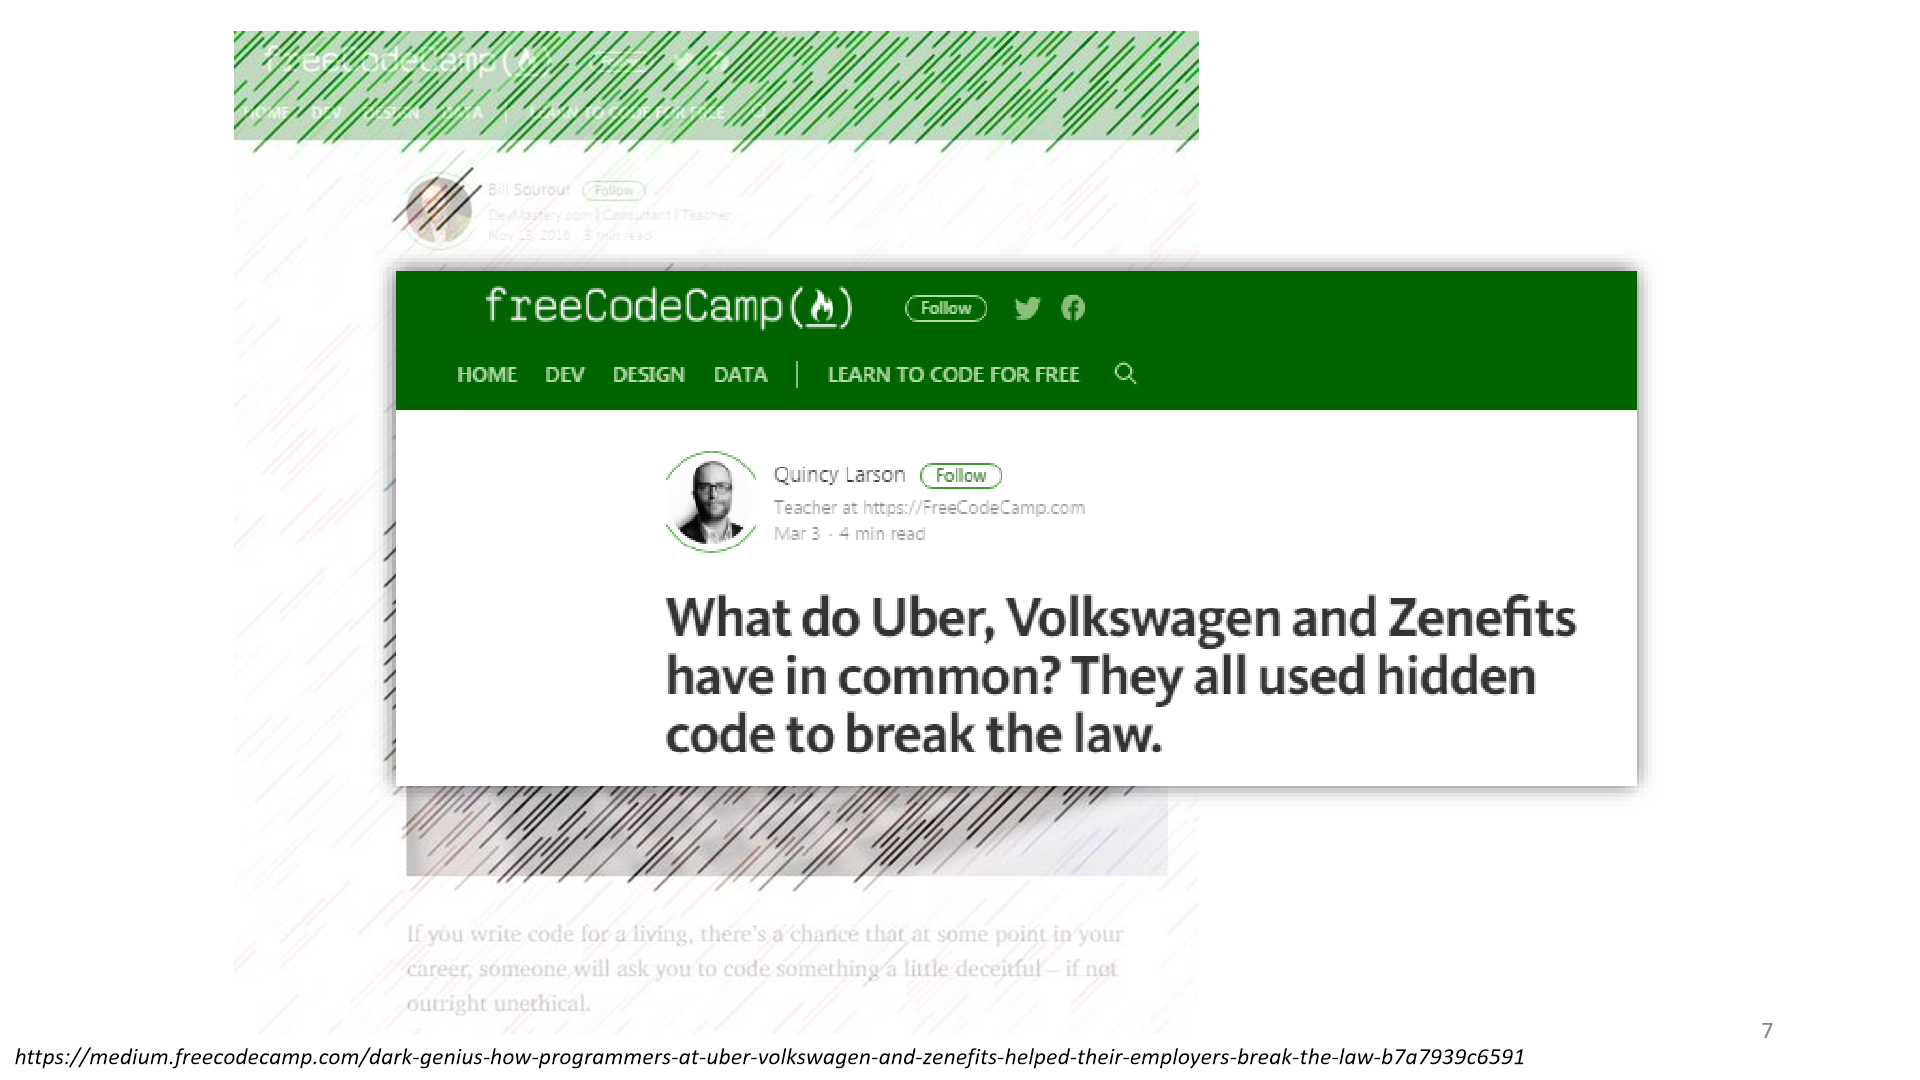 freeCodeCamp(
HOME DEV DESIGN DATA | LEARN TO CODE FOR FREE
Bill Sourour Follow
DevMastery.com | Consultant | Teacher
Nov 13, 2016 · 5 min read
freeCodeCamp( ) Follow
HOME DEV DESIGN DATA | LEARN TO CODE FOR FREE
Quincy Larson Follow
Teacher at https://FreeCodeCamp.com
Mar 3 · 4 min read
What do Uber, Volkswagen and Zenefits
have in common? They all used hidden
code to break the law.
If you write code for a living, there's a chance that at some point in your
career, someone will ask you to code something a little deceitful – if not
outright unethical.
7
https://medium.freecodecamp.com/dark-genius-how-programmers-at-uber-volkswagen-and-zenefits-helped-their-employers-break-the-law-b7a7939c6591